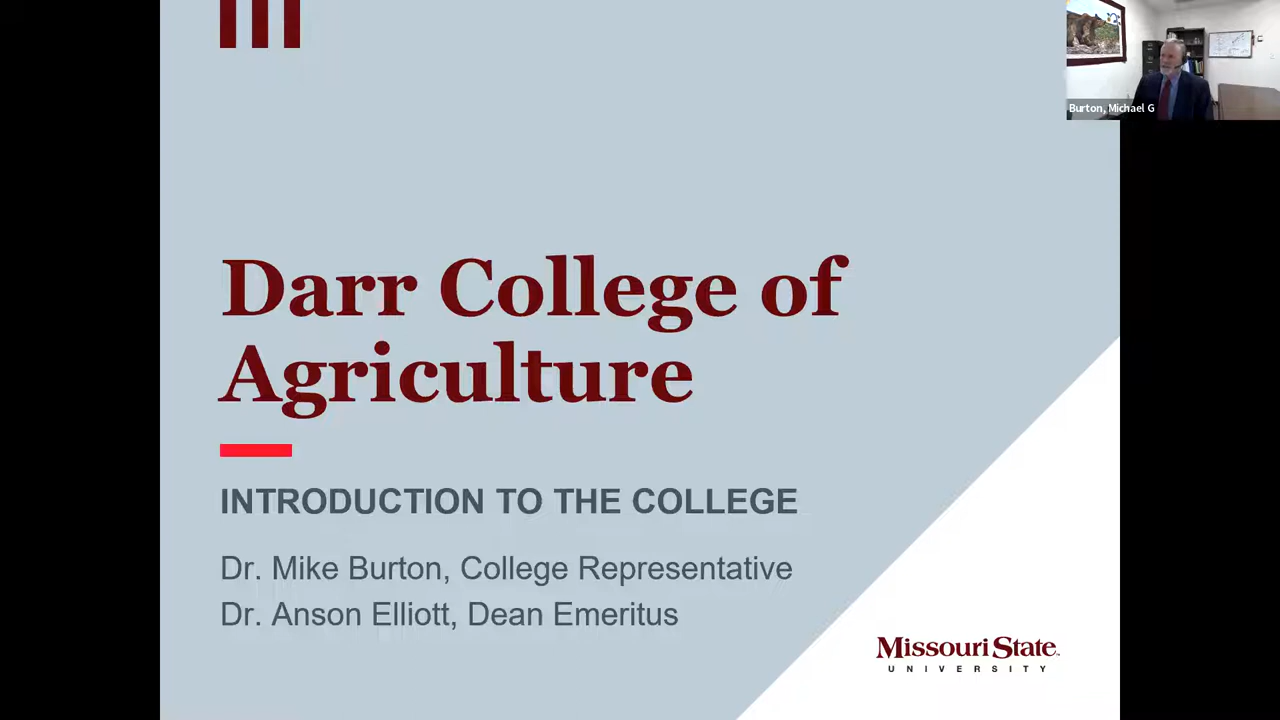 Burton, Michael G
Darr College of
Agriculture
INTRODUCTION TO THE COLLEGE
Dr. Mike Burton, College Representative
Dr. Anson Elliott, Dean Emeritus
Missouri State
UNIVERSITY